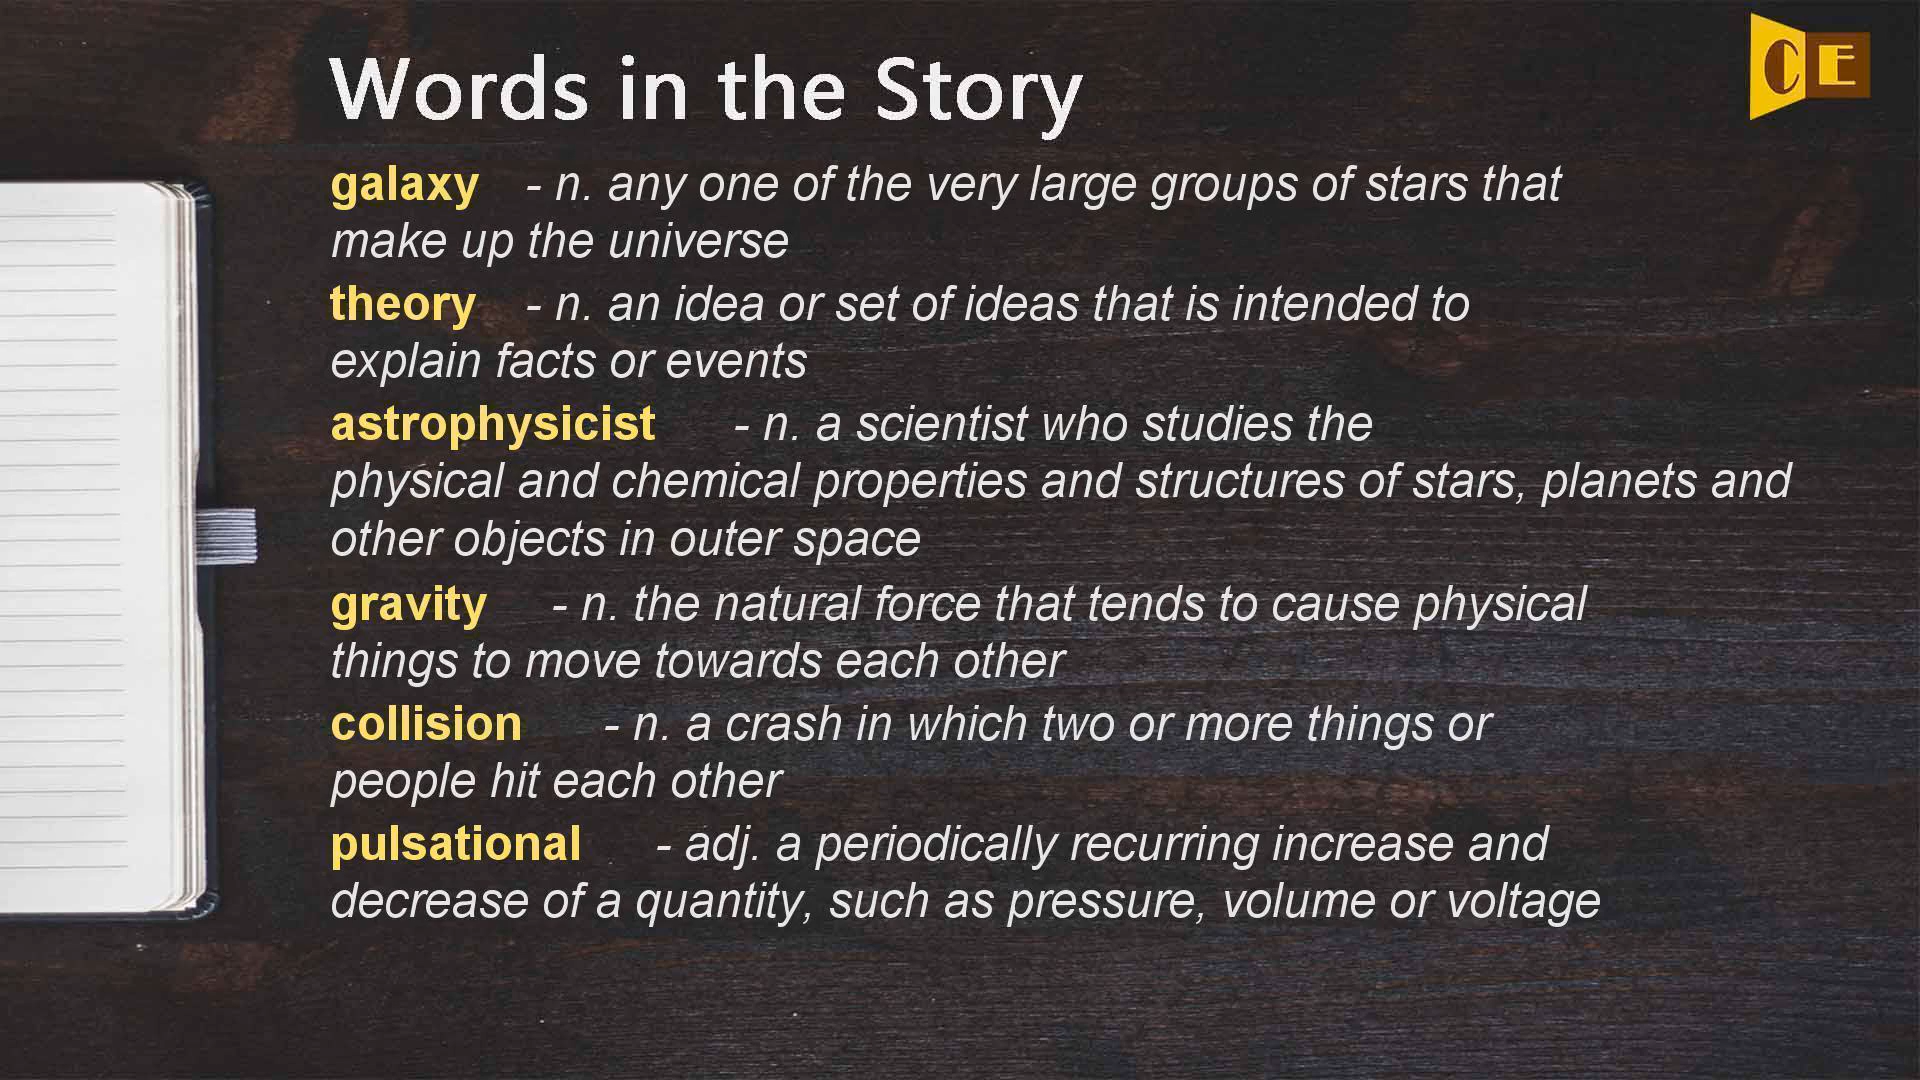 Words in the Story
CE
galaxy - n. any one of the very large groups of stars that
make up the universe
theory - n. an idea or set of ideas that is intended to
explain facts or events
astrophysicist - n. a scientist who studies the
physical and chemical properties and structures of stars, planets and
other objects in outer space
gravity - n. the natural force that tends to cause physical
things to move towards each other
collision - n. a crash in which two or more things or
people hit each other
pulsational - adj. a periodically recurring increase and
decrease of a quantity, such as pressure, volume or voltage